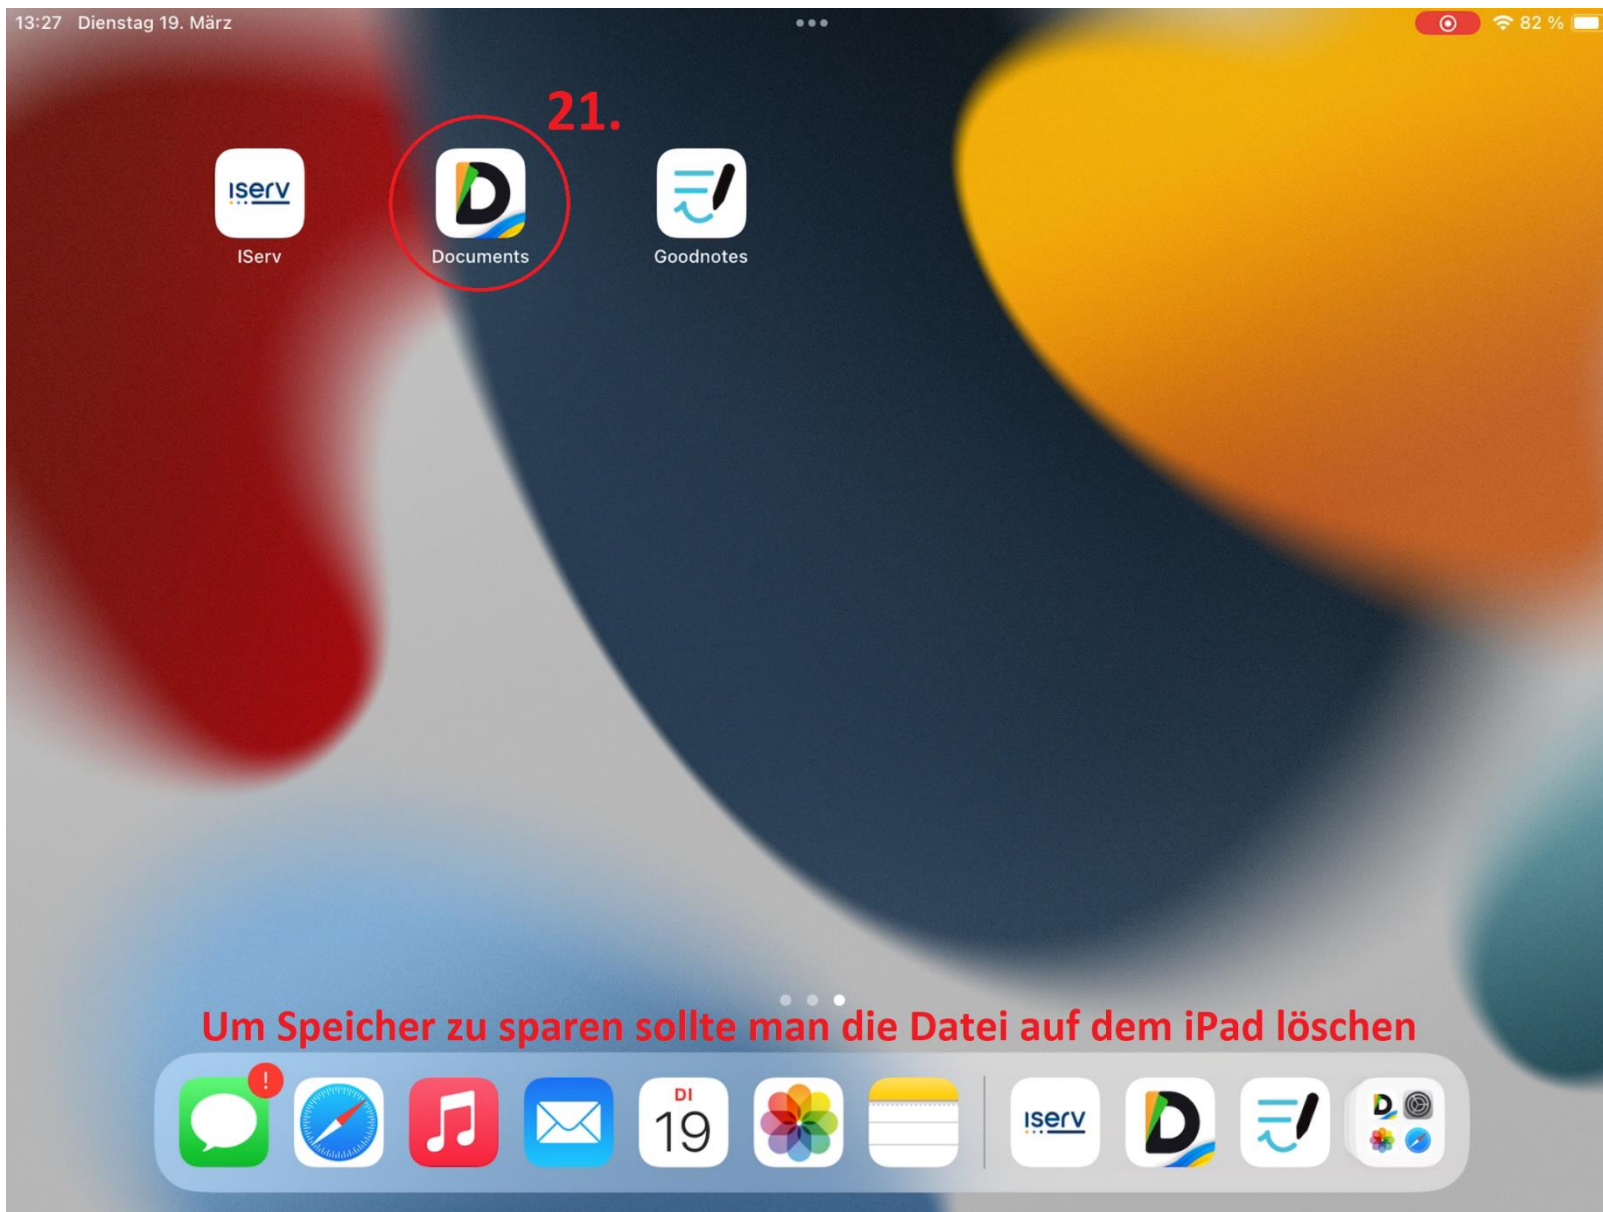 13:27 Dienstag 19. März
82 %
21.
IServ
IServ
Documents
Goodnotes
Um Speicher zu sparen sollte man die Datei auf dem iPad löschen
!
DI
19
IServ